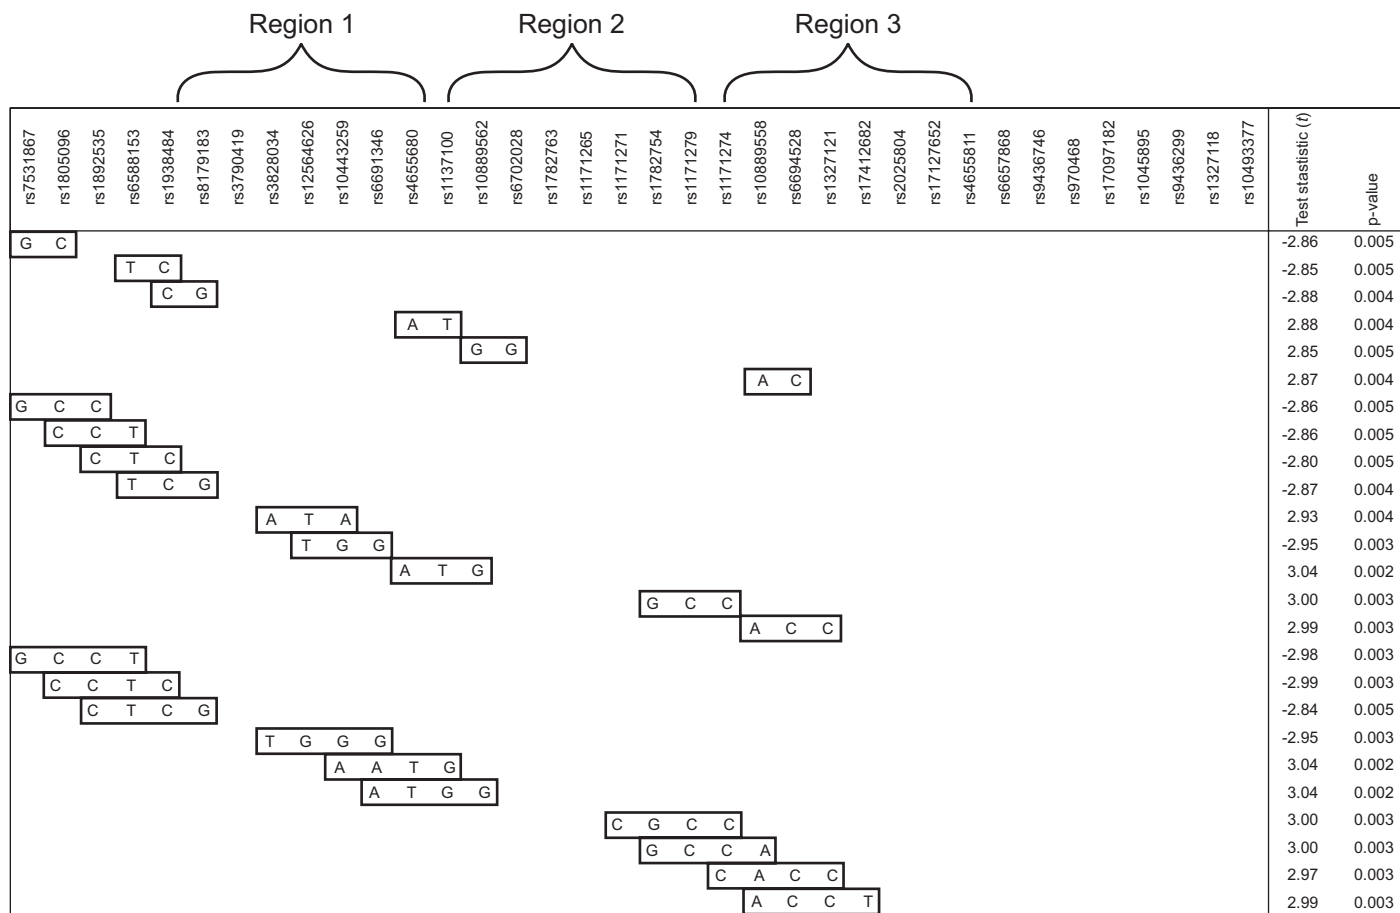 Region 1 Region 2 Region 3
rs7531867
rs1805096
rs1892535
rs6588153
rs1938484
rs8179183
rs3790419
rs3828034
rs12564626
rs10443259
rs6691346
rs4655680
rs1137100
rs10889562
rs6702028
rs1782763
rs1171265
rs1171271
rs1782754
rs1171279
rs1171274
rs10889558
rs6694528
rs1327121
rs17412682
rs2025804
rs17127652
rs4655811
rs6657868
rs9436746
rs970468
rs17097182
rs1045895
rs9436299
rs1327118
rs10493377
Test stastistic (t)
p-value
G C -2.86 0.005
T C -2.85 0.005
C G -2.88 0.004
A T 2.88 0.004
G G 2.85 0.005
A C 2.87 0.004
G C C -2.86 0.005
C C T -2.86 0.005
C T C -2.80 0.005
T C G -2.87 0.004
A T A 2.93 0.004
T G G -2.95 0.003
A T G 3.04 0.002
G C C 3.00 0.003
A C C 2.99 0.003
G C C T -2.98 0.003
C C T C -2.99 0.003
C T C G -2.84 0.005
T G G G -2.95 0.003
A A T G 3.04 0.002
A T G G 3.04 0.002
C G C C 3.00 0.003
G C C A 3.00 0.003
C A C C 2.97 0.003
A C C T 2.99 0.003